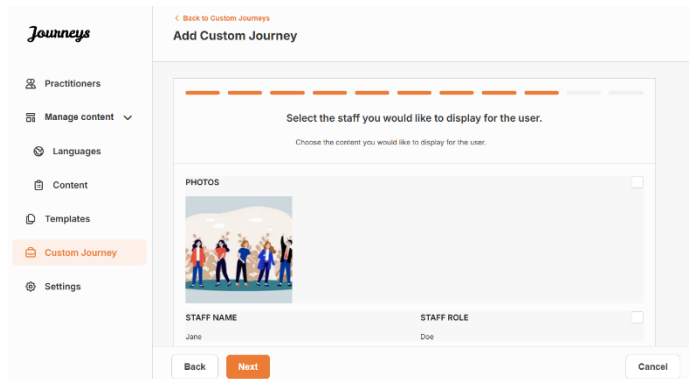 Journeys
Practitioners
Manage content
Languages
Content
Templates
Custom Journey
Settings
< Back to Custom Journeys
Add Custom Journey
Select the staff you would like to display for the user.
Choose the content you would like to display for the user.
PHOTOS
STAFF NAME STAFF ROLE
Jane Doe
Back Next Cancel